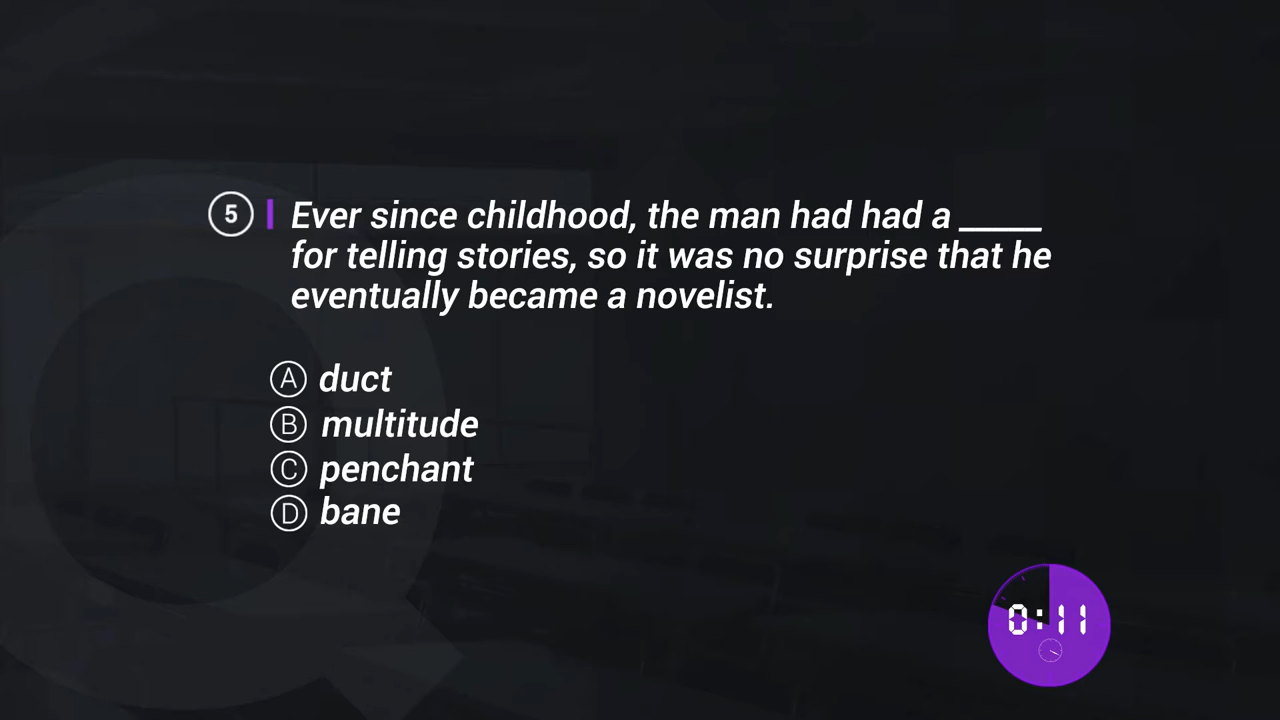 5 Ever since childhood, the man had had a _____
for telling stories, so it was no surprise that he
eventually became a novelist.
A duct
B multitude
C penchant
D bane
0:11